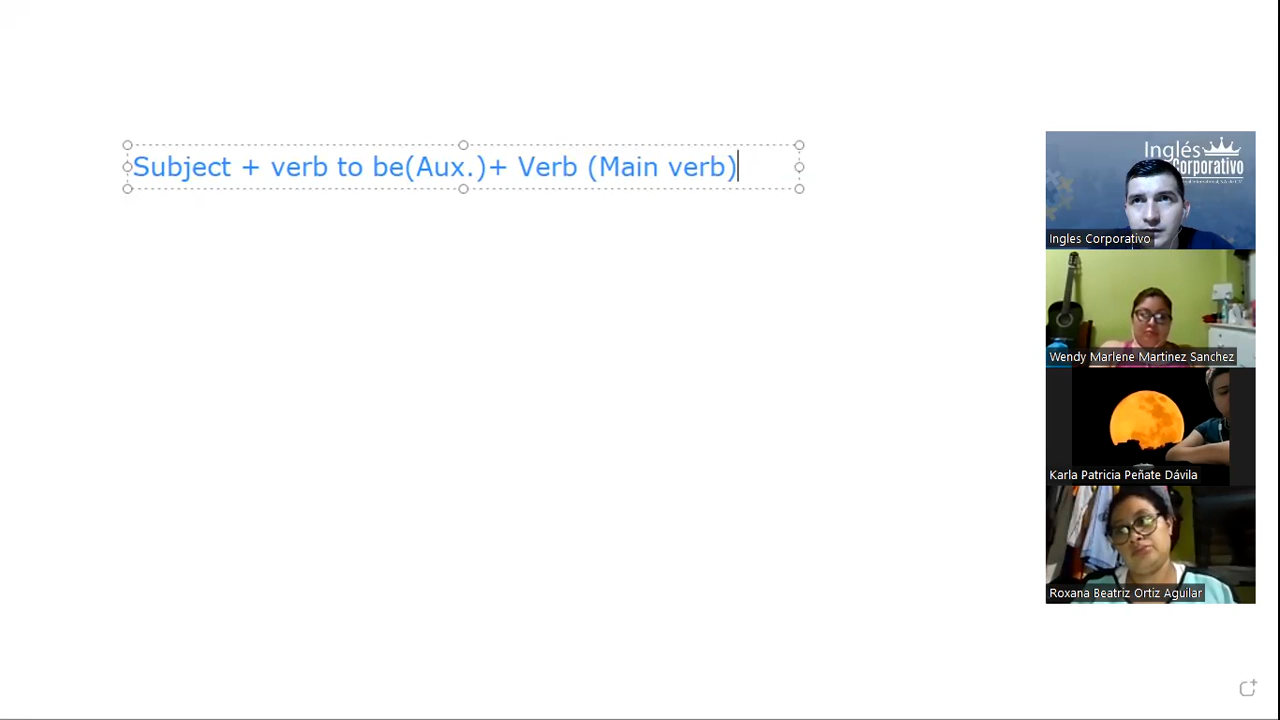 Subject + verb to be(Aux.)+ Verb (Main verb)
Inglés
Corporativo
Ingles Corporativo
Wendy Marlene Martinez Sanchez
Karla Patricia Peñate Dávila
Roxana Beatriz Ortiz Aguilar